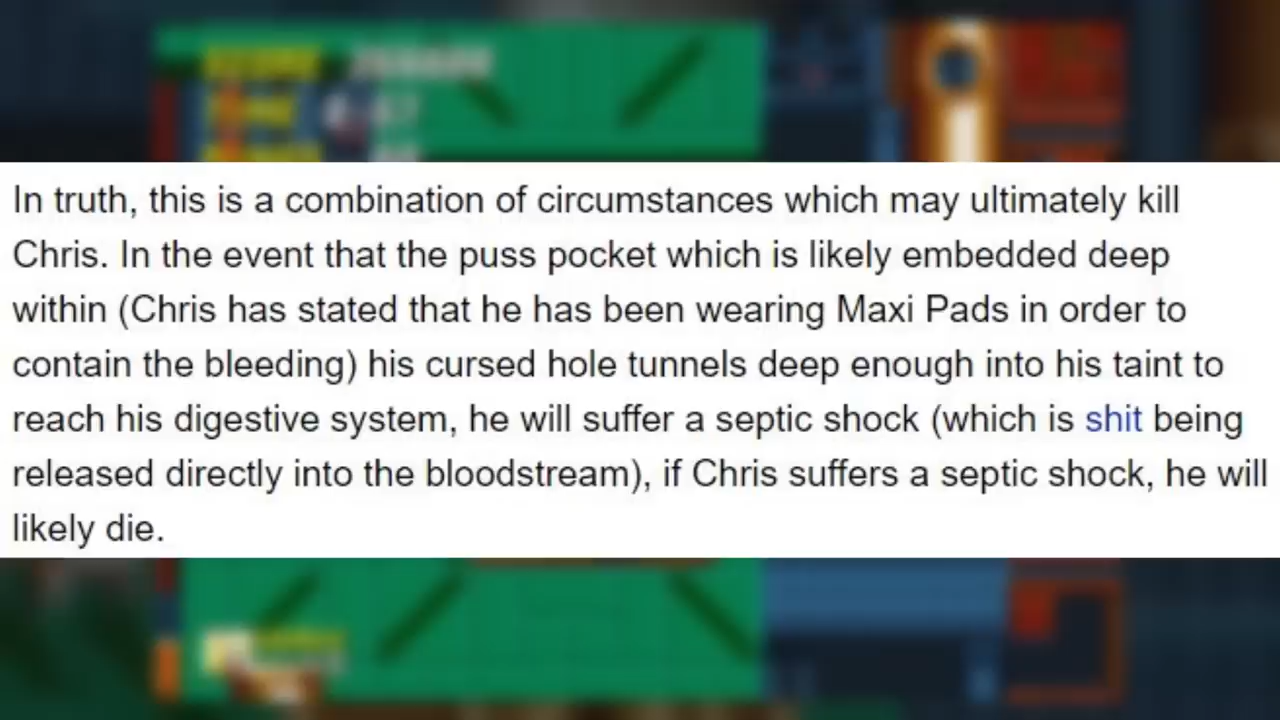 In truth, this is a combination of circumstances which may ultimately kill
Chris. In the event that the puss pocket which is likely embedded deep
within (Chris has stated that he has been wearing Maxi Pads in order to
contain the bleeding) his cursed hole tunnels deep enough into his taint to
reach his digestive system, he will suffer a septic shock (which is shit being
released directly into the bloodstream), if Chris suffers a septic shock, he will
likely die.